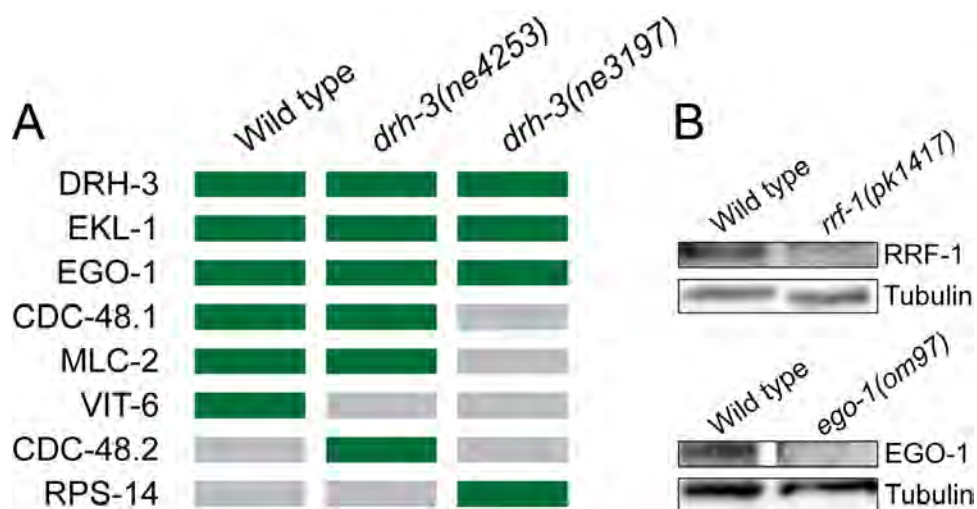 A
Wild type
drh-3(ne4253)
drh-3(ne3197)
DRH-3
EKL-1
EGO-1
CDC-48.1
MLC-2
VIT-6
CDC-48.2
RPS-14
B
Wild type
rrf-1(pk1417)
RRF-1
Tubulin
Wild type
ego-1(om97)
EGO-1
Tubulin